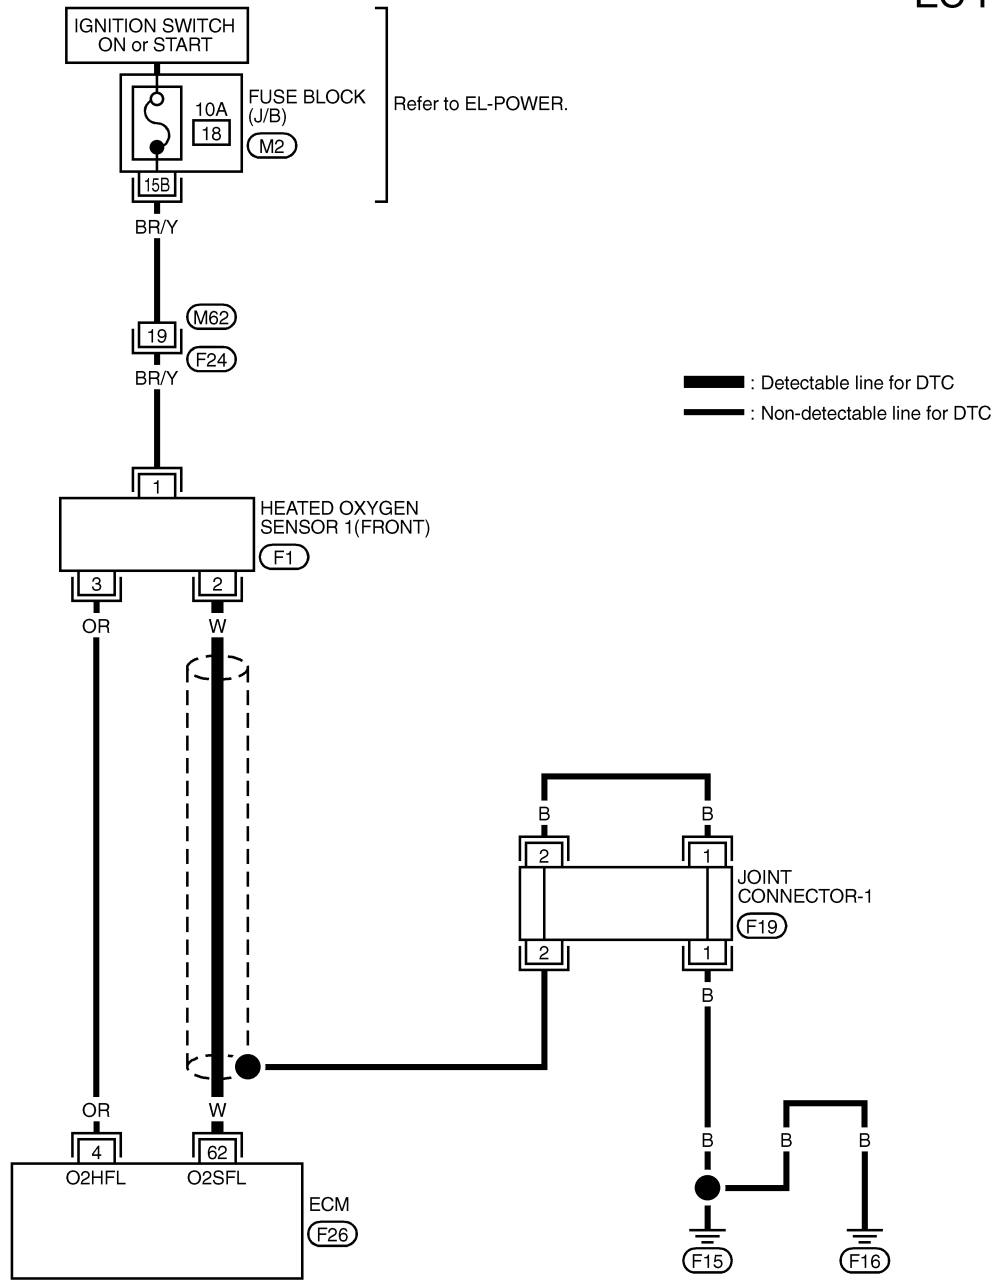 IGNITION SWITCH
ON or START
FUSE BLOCK
(J/B)
10A
18
M2
Refer to EL-POWER.
15B
BR/Y
M62
19
F24
BR/Y
: Detectable line for DTC
: Non-detectable line for DTC
1
HEATED OXYGEN
SENSOR 1(FRONT)
F1
3
2
OR
W
B
B
2
1
JOINT
CONNECTOR-1
F19
2
1
B
OR
W
B
B
B
4
62
O2HFL
O2SFL
ECM
F26
F15
F16